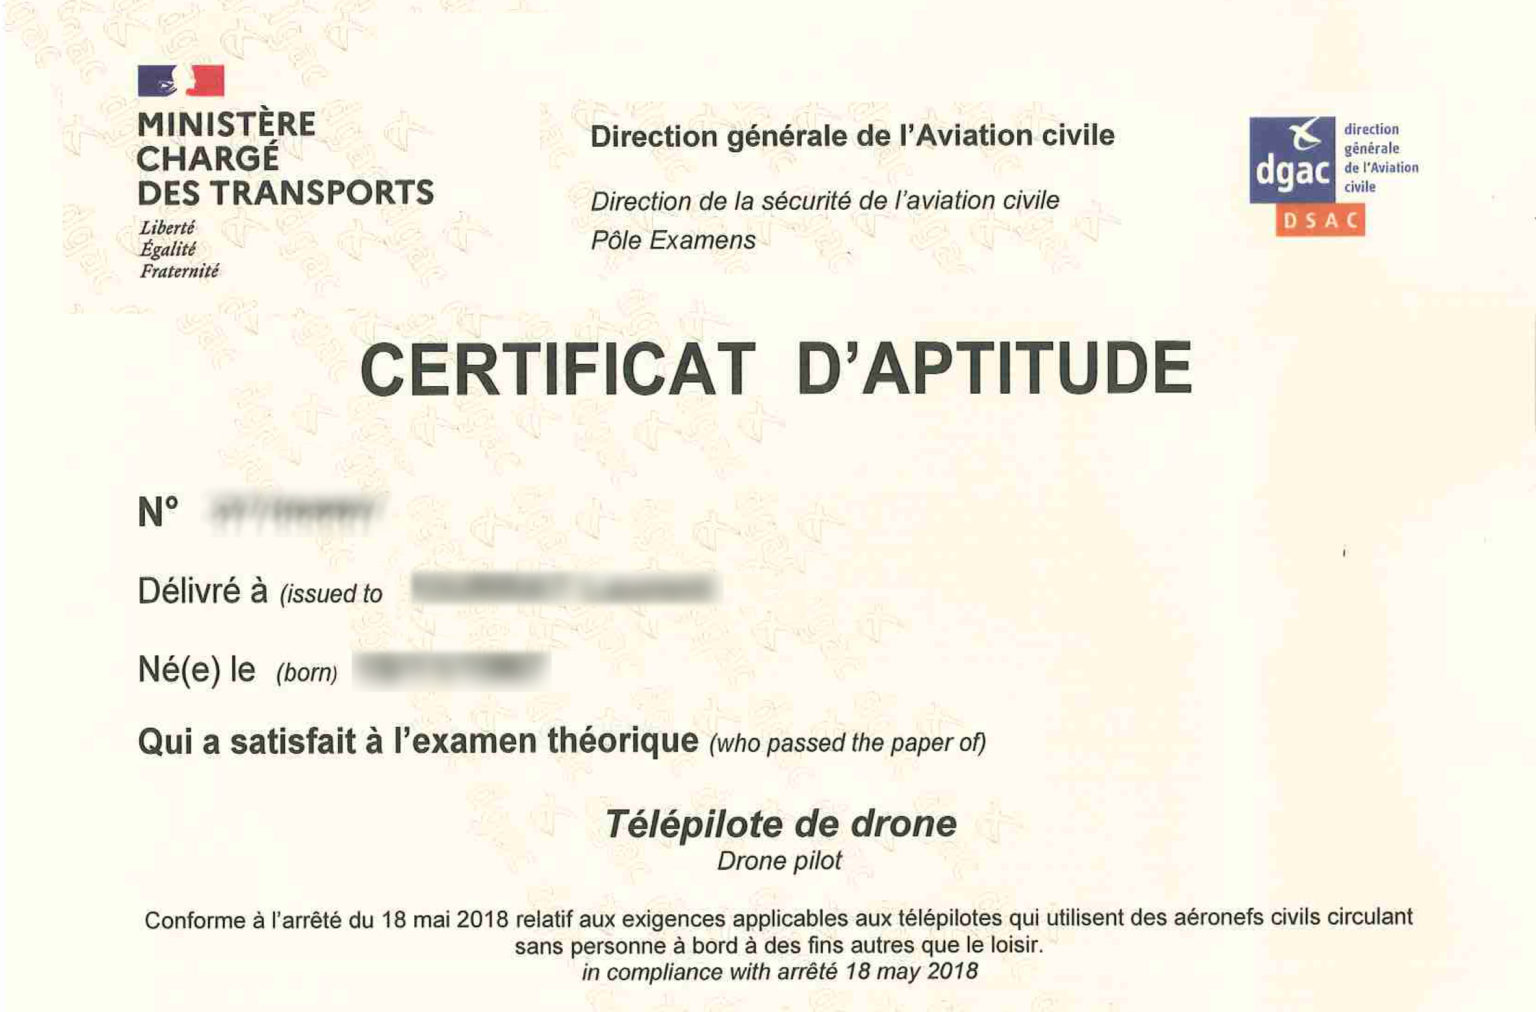 MINISTÈRE
CHARGÉ
DES TRANSPORTS
Liberté
Égalité
Fraternité
Direction générale de l'Aviation civile
Direction de la sécurité de l'aviation civile
Pôle Examens
dgac
direction
générale
de l'Aviation
civile
DSAC
CERTIFICAT D'APTITUDE
N°
Délivré à (issued to
Né(e) le (born)
Qui a satisfait à l'examen théorique (who passed the paper of)
Télépilote de drone
Drone pilot
Conforme à l'arrêté du 18 mai 2018 relatif aux exigences applicables aux télépilotes qui utilisent des aéronefs civils circulant
sans personne à bord à des fins autres que le loisir.
in compliance with arrêté 18 may 2018